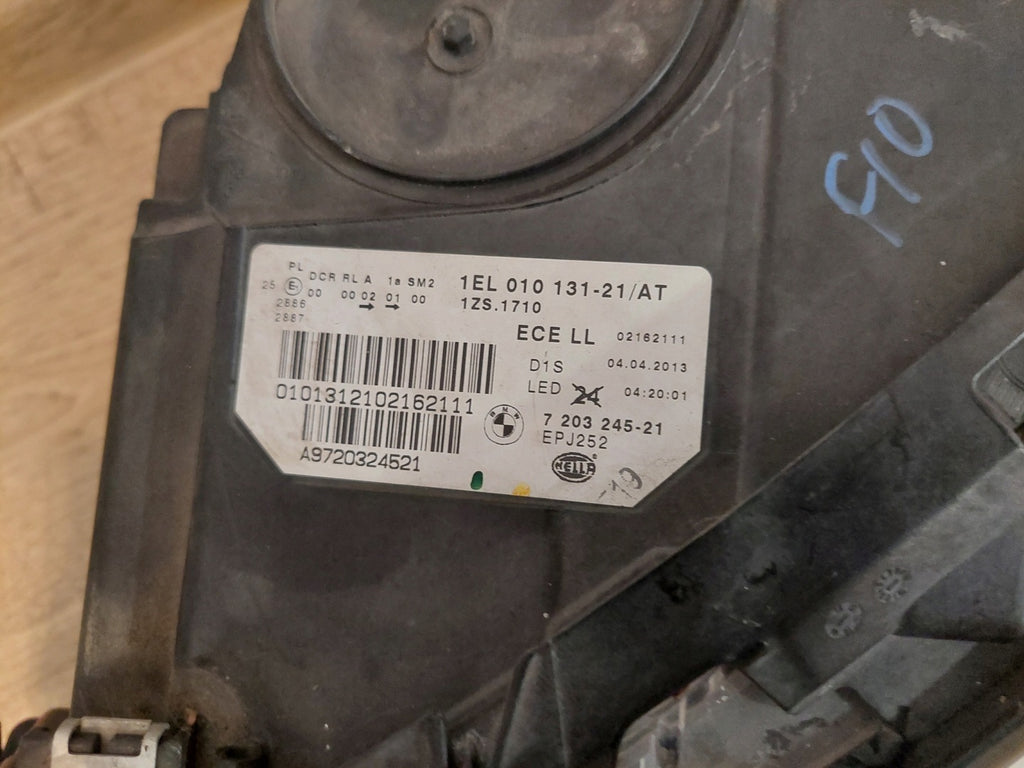 F10
PL
DCR RL A 1a SM2
25 E1 00 00 02 01 00
2886
2887
1EL 010 131-21/AT
1ZS.1710
ECE LL 02162111
D1S 04.04.2013
LED 24 04:20:01
0101312102162111
7 203 245-21
EPJ252
BMW
HELLA
A9720324521